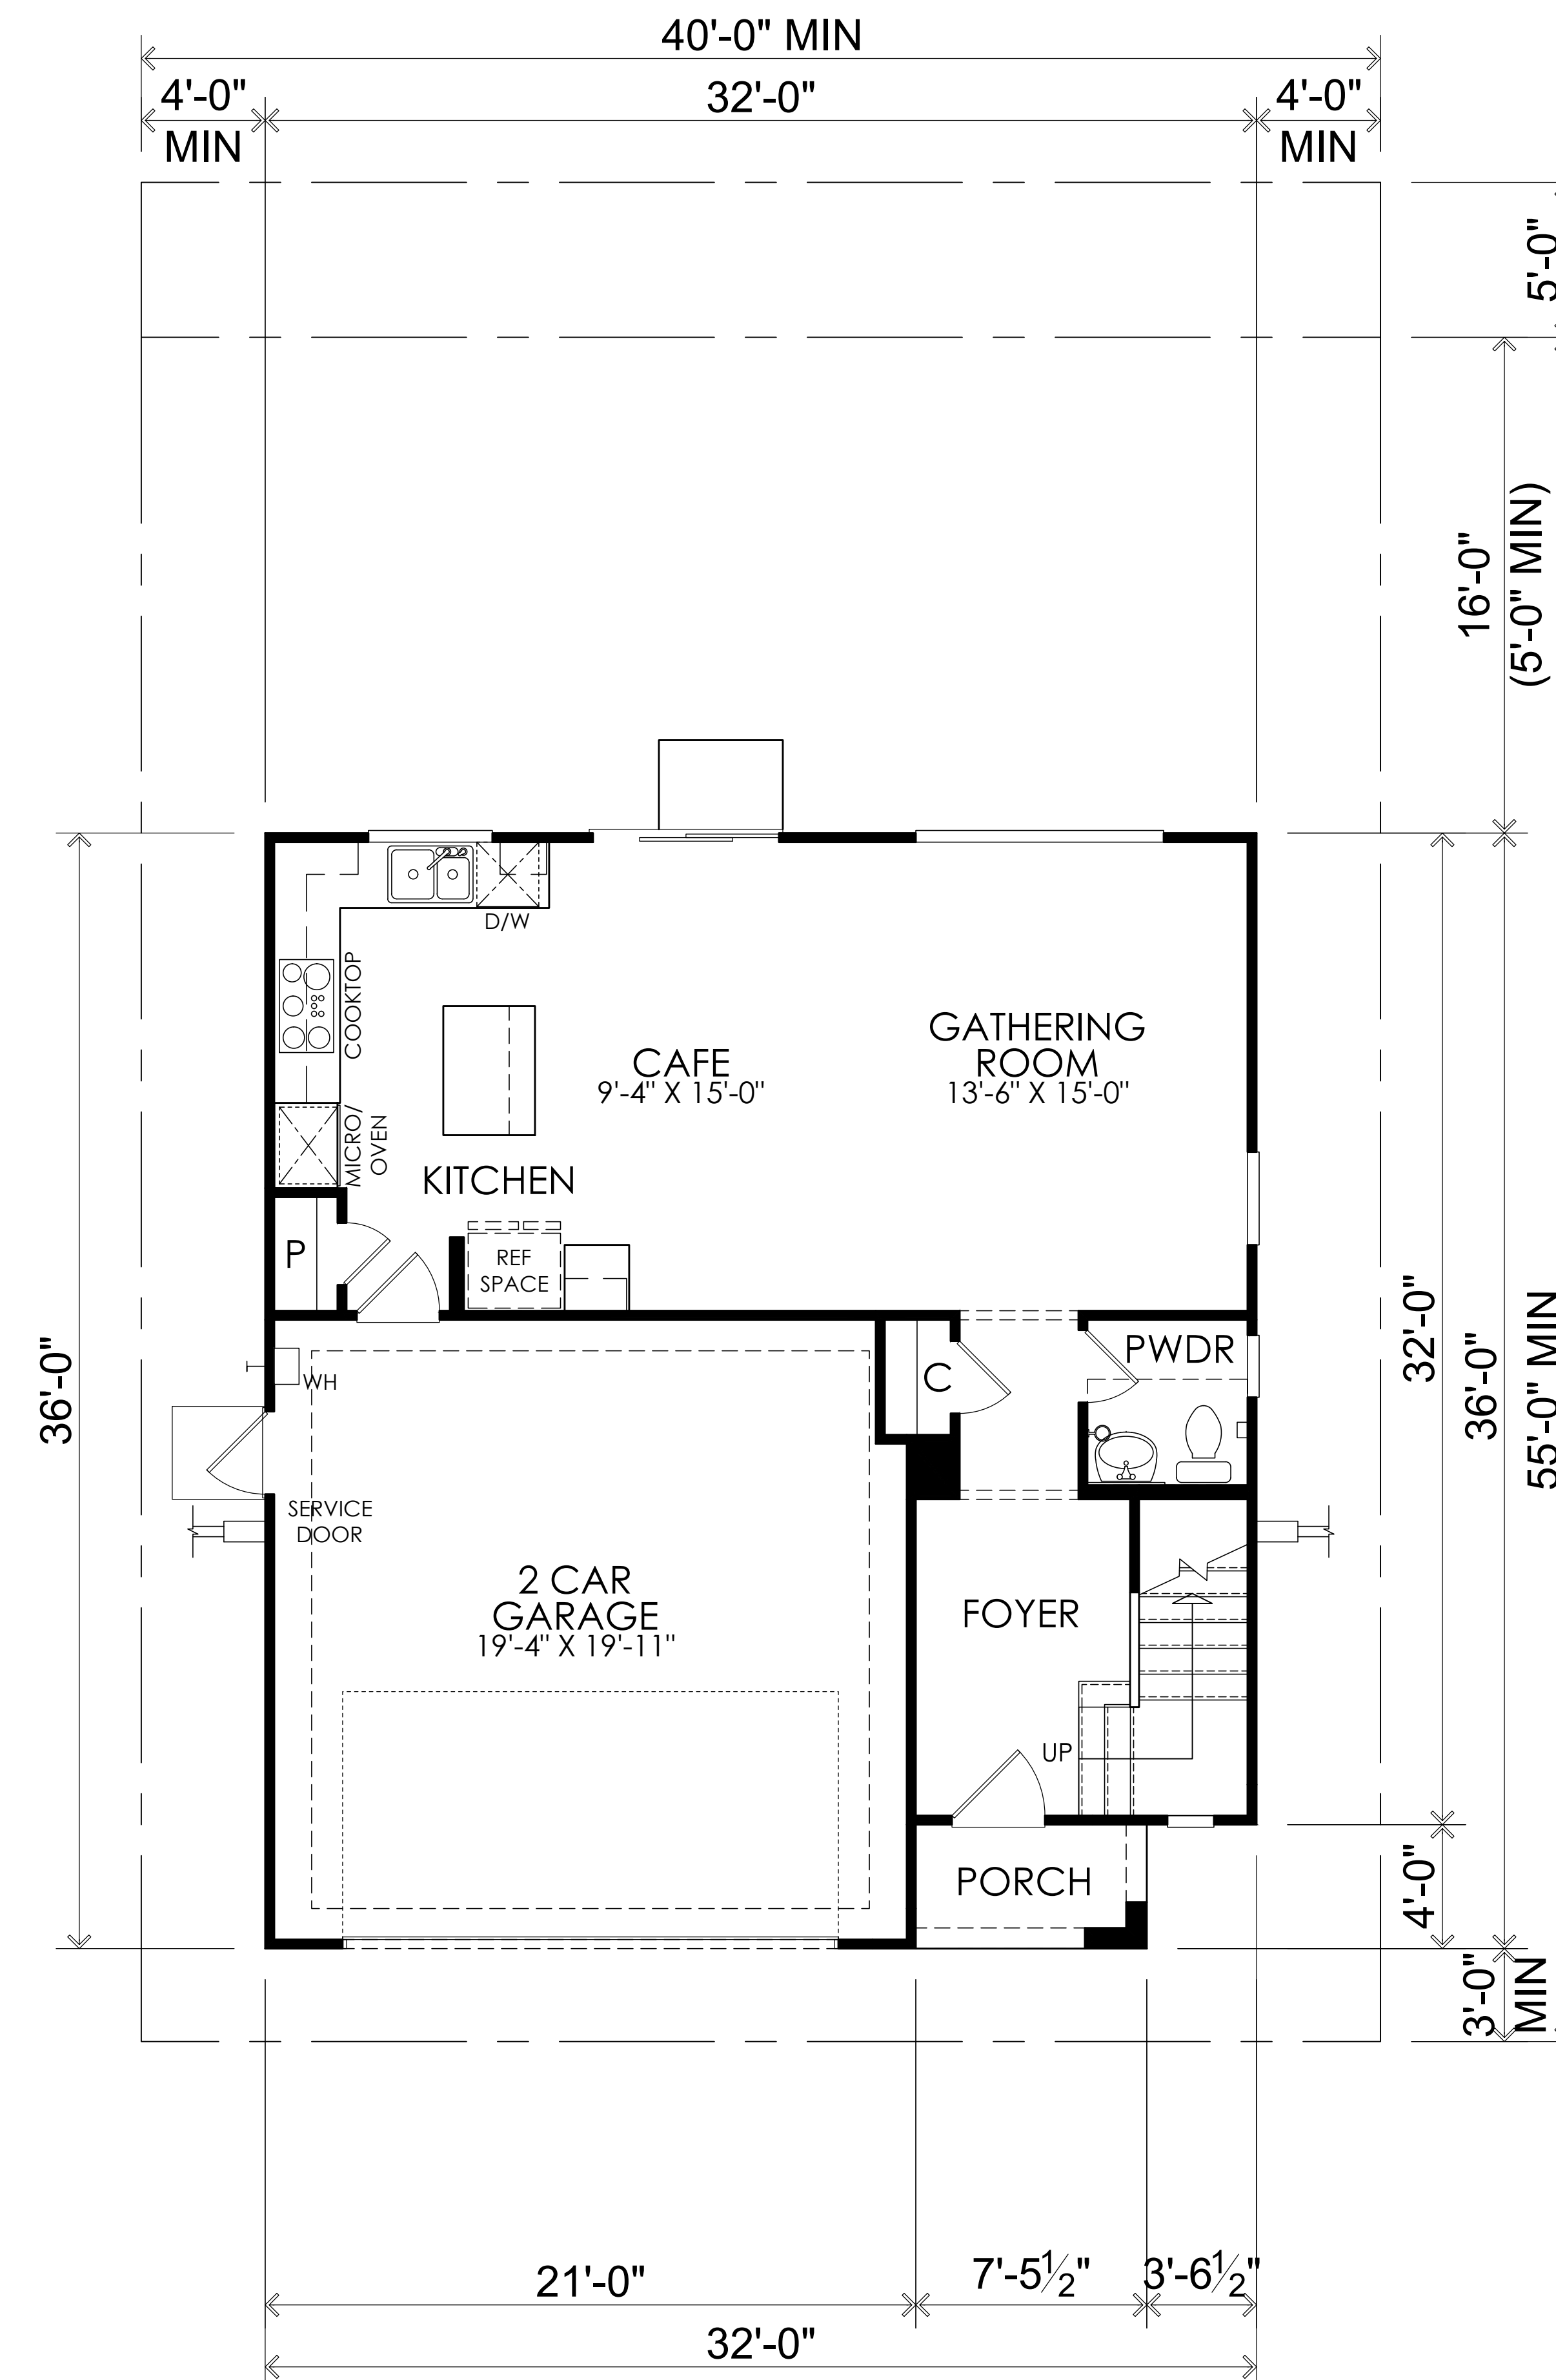 40'-0" MIN
4'-0"
MIN
32'-0"
4'-0"
MIN
5'-0"
16'-0"
(5'-0" MIN)
D/W
COOKTOP
MICRO/
OVEN
CAFE
9'-4" X 15'-0"
GATHERING
ROOM
13'-6" X 15'-0"
KITCHEN
P
REF
SPACE
C
PWDR
WH
SERVICE
DOOR
36'-0"
32'-0"
36'-0"
55'-0" MIN
2 CAR
GARAGE
19'-4" X 19'-11"
FOYER
UP
PORCH
4'-0"
3'-0"
MIN
21'-0"
7'-5½"
3'-6½"
32'-0"